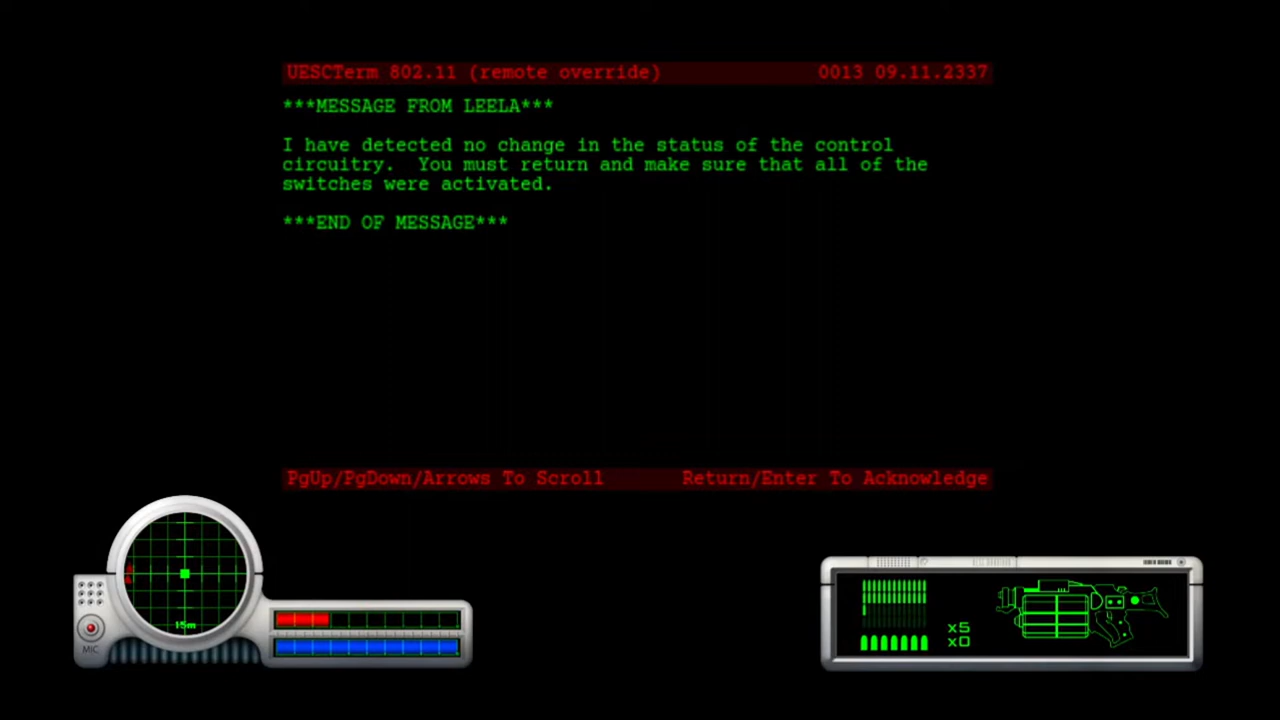 UESCTerm 802.11 (remote override) 0013 09.11.2337
***MESSAGE FROM LEELA***
I have detected no change in the status of the control
circuitry.  You must return and make sure that all of the
switches were activated.
***END OF MESSAGE***
PgUp/PgDown/Arrows To Scroll Return/Enter To Acknowledge
15m
MIC
x5
x0